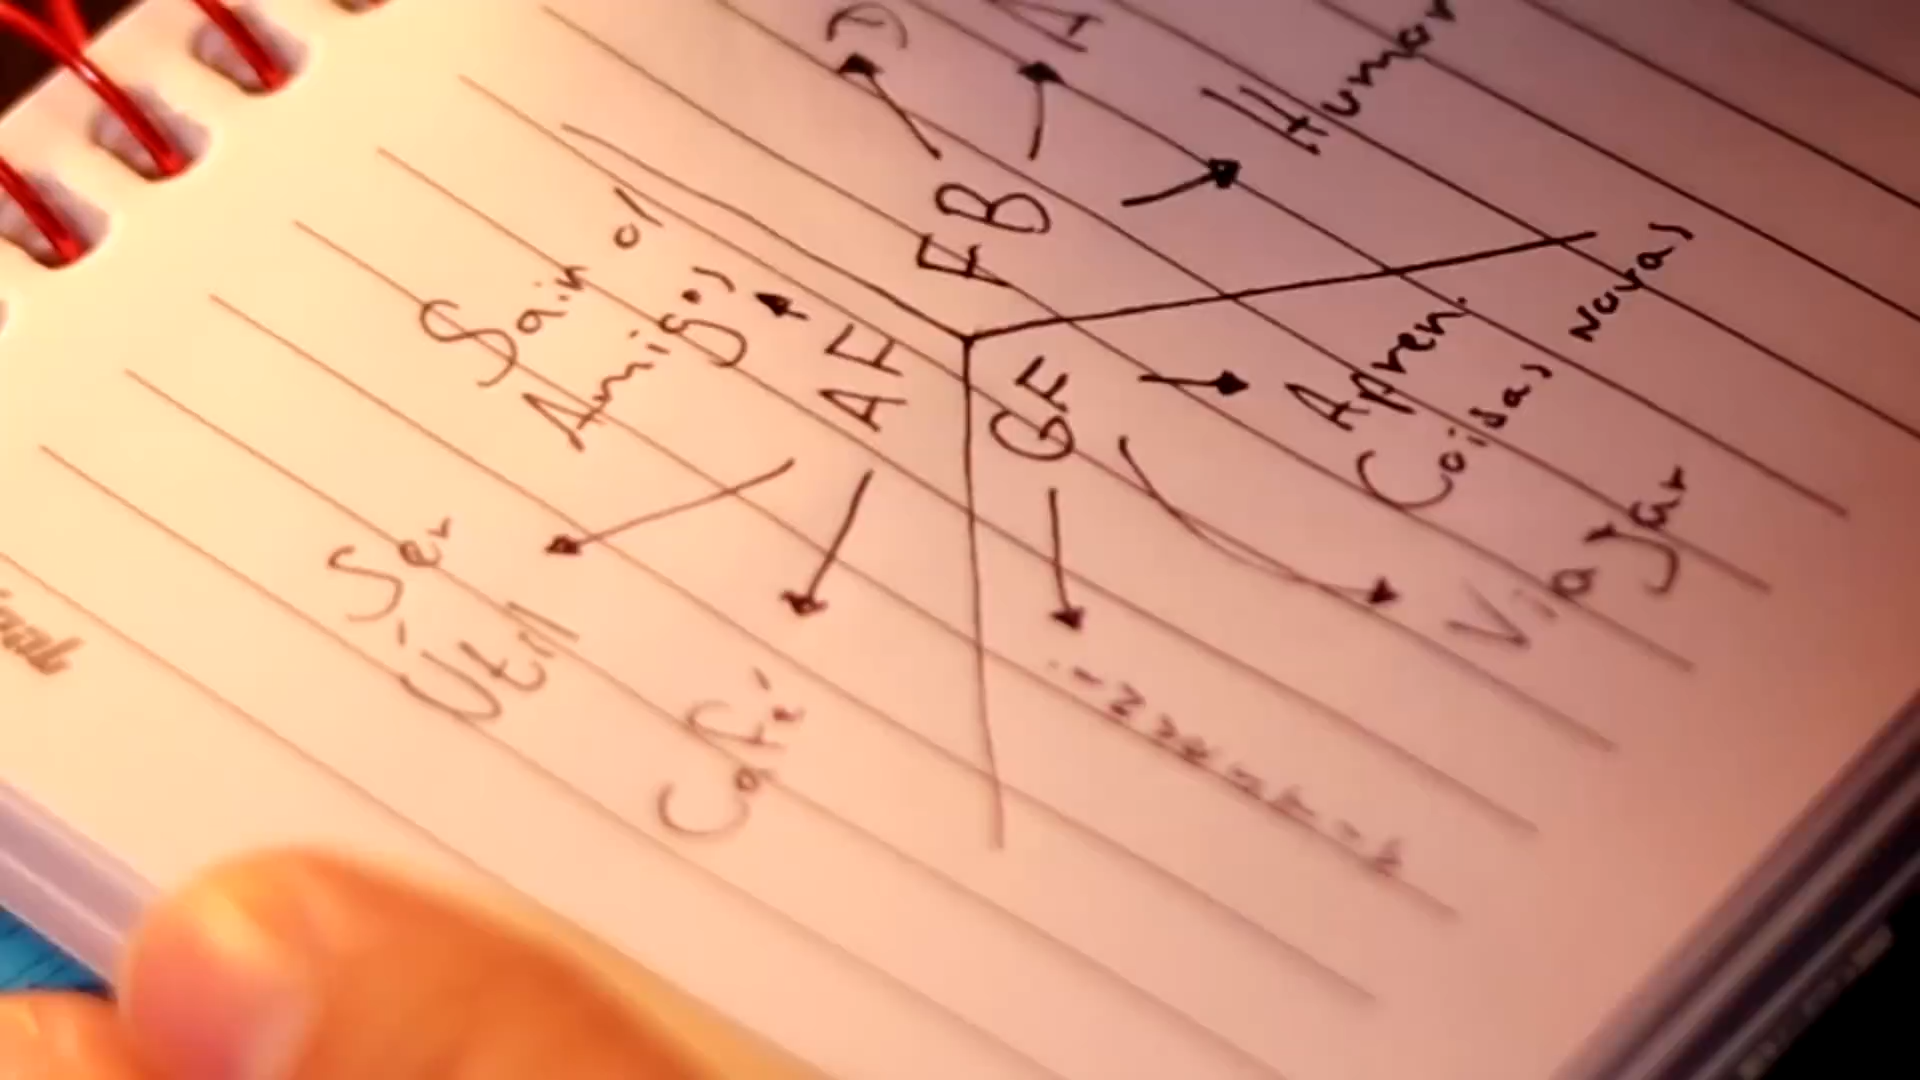 Humor
FB
Sair c/
Amigos
AF
GF
Apren.
Coisas novas
Viajar
Ser
Útil
Café